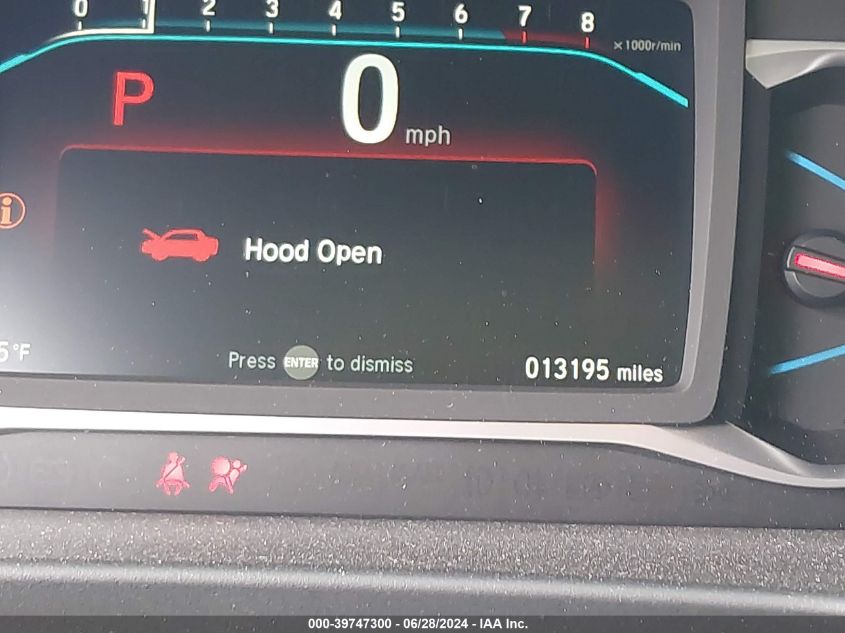 0 1 2 3 4 5 6 7 8
×1000r/min
P
0 mph
Hood Open
5°F
Press ENTER to dismiss
013195 miles
000-39747300 - 06/28/2024 - IAA Inc.